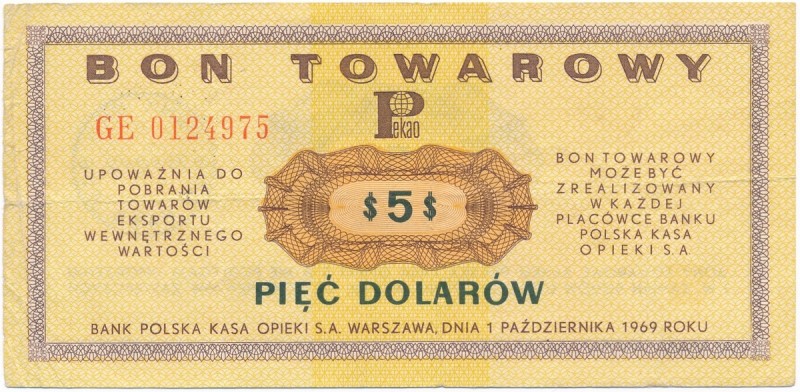 BON TOWAROWY
Pekao
GE 0124975
UPOWAŻNIA DO
POBRANIA
TOWARÓW
EKSPORTU
WEWNĘTRZNEGO
WARTOŚCI
$5$
BON TOWAROWY
MOŻE BYĆ
ZREALIZOWANY
W KAŻDEJ
PLACÓWCE BANKU
POLSKA KASA
OPIEKI S.A.
PIĘĆ DOLARÓW
BANK POLSKA KASA OPIEKI S.A. WARSZAWA, DNIA 1 PAŹDZIERNIKA 1969 ROKU